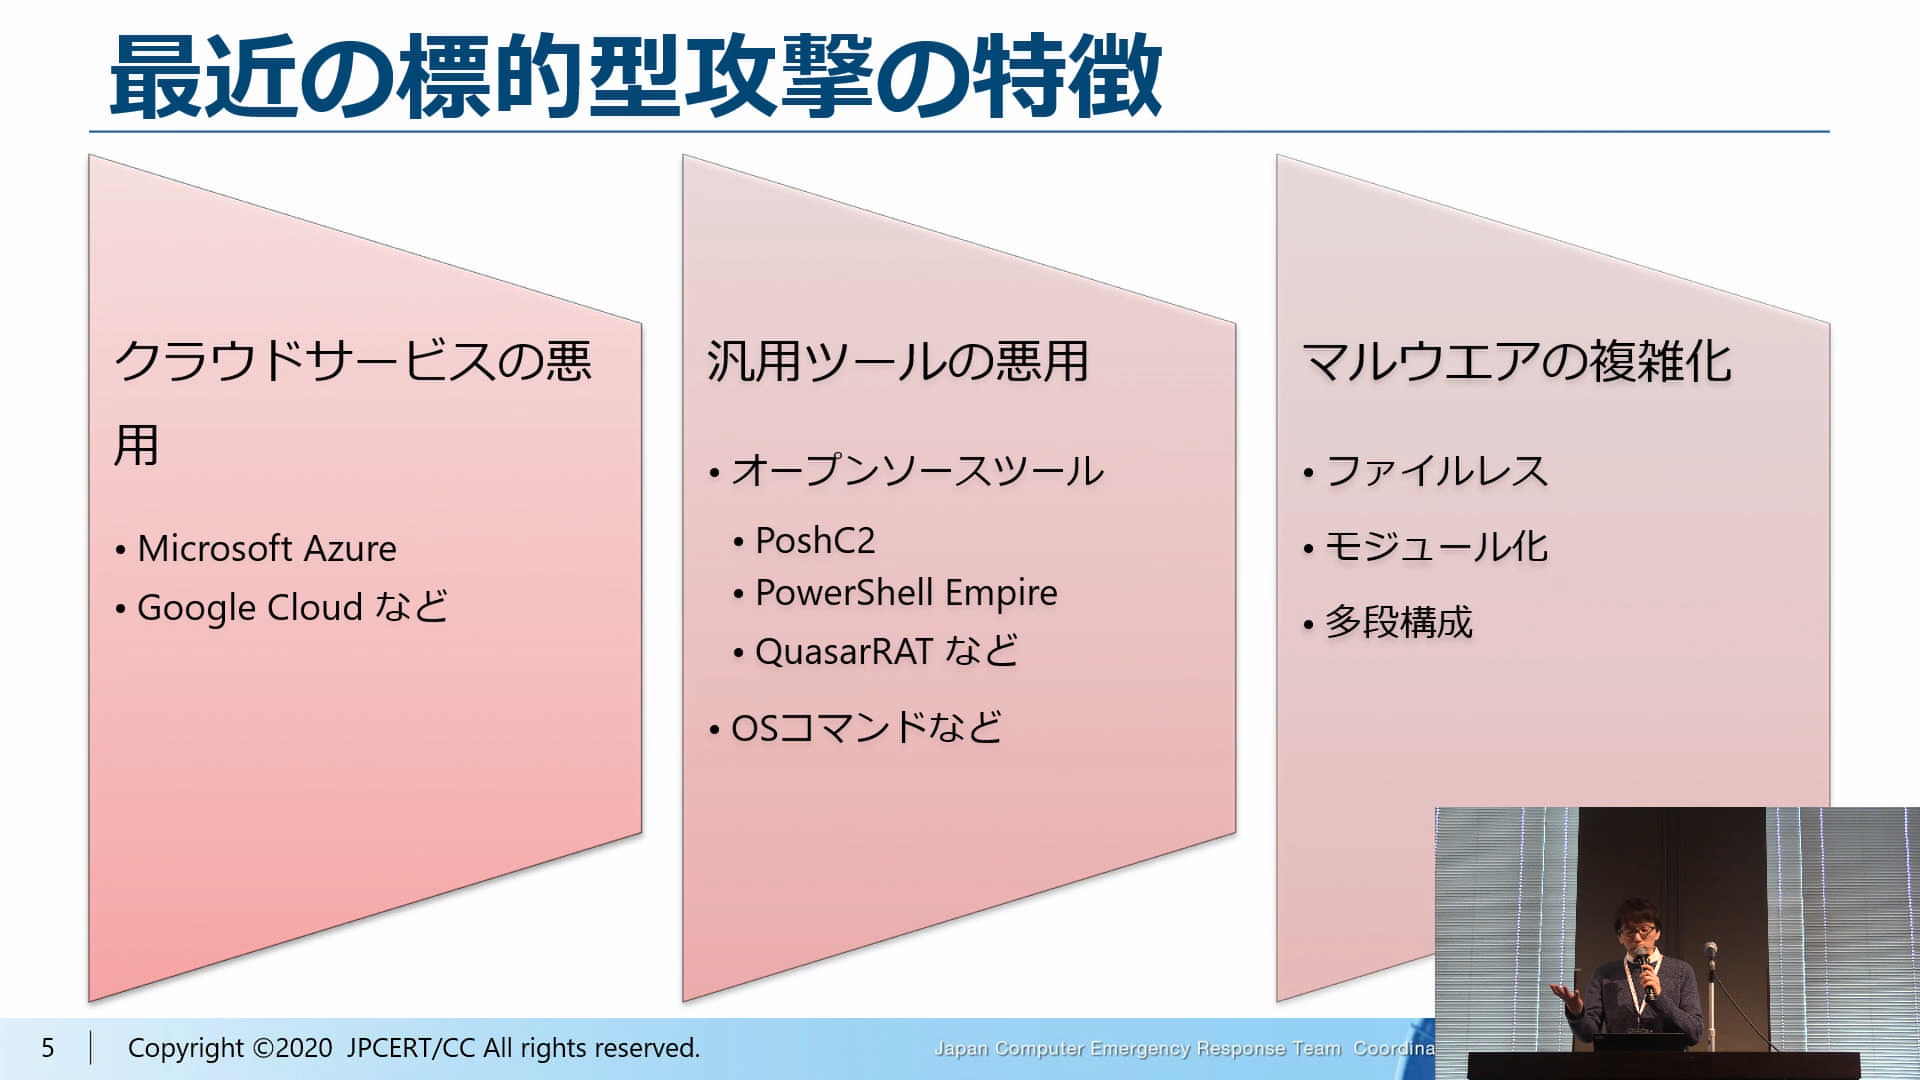 最近の標的型攻撃の特徴
クラウドサービスの悪
用
• Microsoft Azure
• Google Cloud など
汎用ツールの悪用
• オープンソースツール
• PoshC2
• PowerShell Empire
• QuasarRAT など
• OSコマンドなど
マルウエアの複雑化
• ファイルレス
• モジュール化
• 多段構成
5
Copyright ©2020 JPCERT/CC All rights reserved.
Japan Computer Emergency Response Team